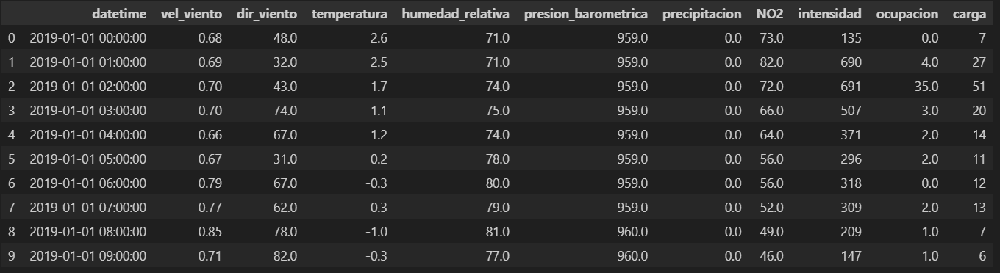 datetime vel_viento dir_viento temperatura humedad_relativa presion_barometrica precipitacion NO2 intensidad ocupacion carga
0 2019-01-01 00:00:00 0.68 48.0 2.6 71.0 959.0 0.0 73.0 135 0.0 7
1 2019-01-01 01:00:00 0.69 32.0 2.5 71.0 959.0 0.0 82.0 690 4.0 27
2 2019-01-01 02:00:00 0.70 43.0 1.7 74.0 959.0 0.0 72.0 691 35.0 51
3 2019-01-01 03:00:00 0.70 74.0 1.1 75.0 959.0 0.0 66.0 507 3.0 20
4 2019-01-01 04:00:00 0.66 67.0 1.2 74.0 959.0 0.0 64.0 371 2.0 14
5 2019-01-01 05:00:00 0.67 31.0 0.2 78.0 959.0 0.0 56.0 296 2.0 11
6 2019-01-01 06:00:00 0.79 67.0 -0.3 80.0 959.0 0.0 56.0 318 0.0 12
7 2019-01-01 07:00:00 0.77 62.0 -0.3 79.0 959.0 0.0 52.0 309 2.0 13
8 2019-01-01 08:00:00 0.85 78.0 -1.0 81.0 960.0 0.0 49.0 209 1.0 7
9 2019-01-01 09:00:00 0.71 82.0 -0.3 77.0 960.0 0.0 46.0 147 1.0 6